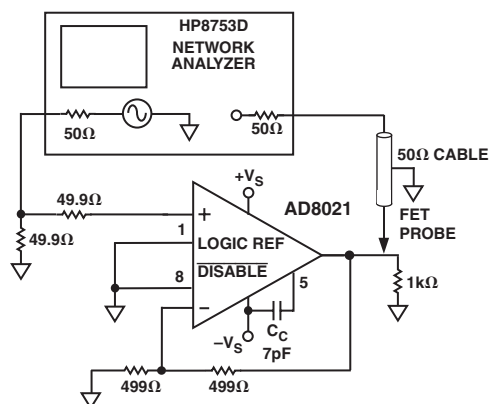 HP8753D
NETWORK
ANALYZER
50Ω
50Ω
50Ω CABLE
+VS
49.9Ω
AD8021
+
FET
PROBE
49.9Ω
1
LOGIC REF
8
DISABLE
5
1kΩ
−
CC
7pF
−VS
499Ω
499Ω